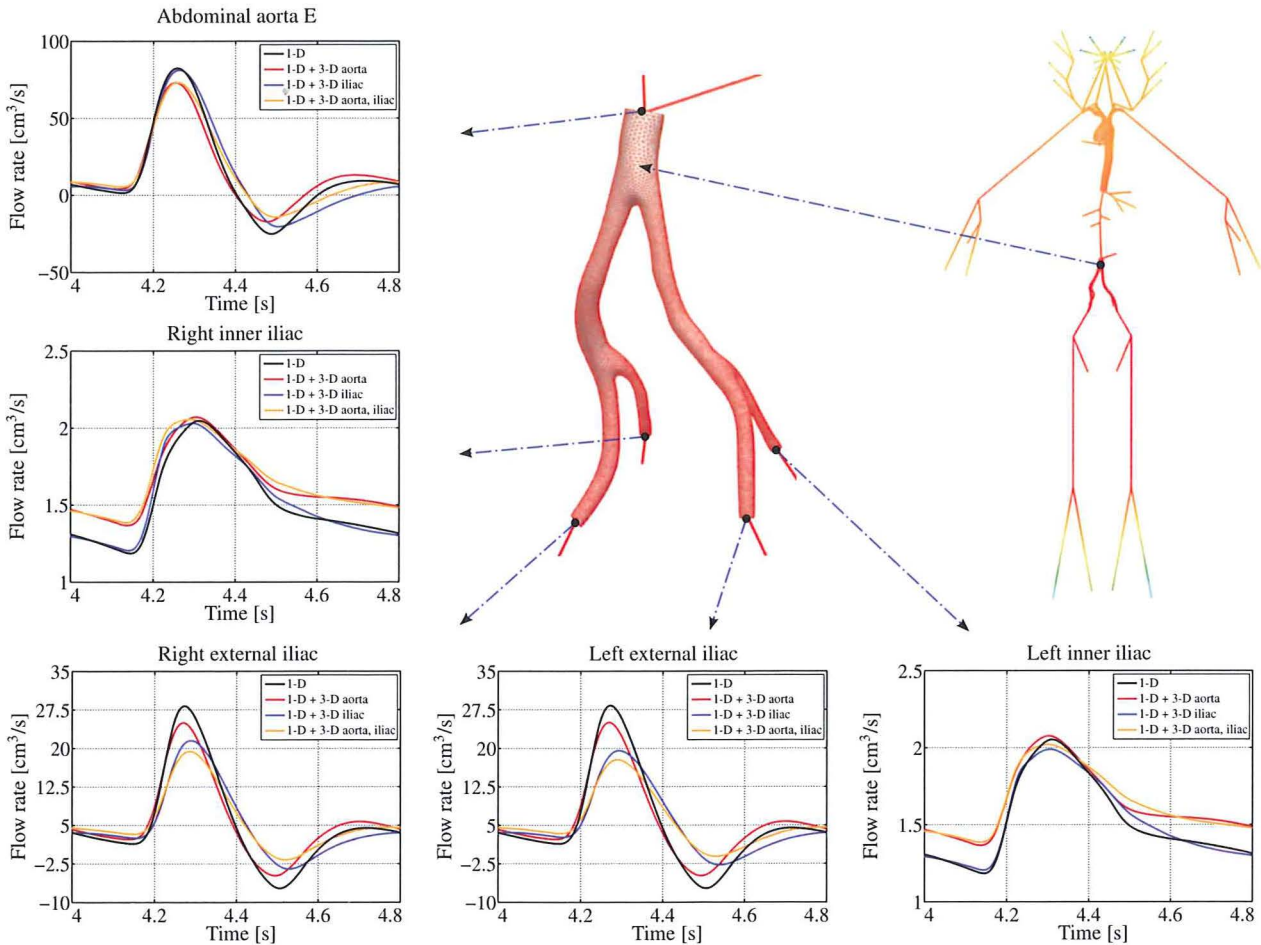 Abdominal aorta E
100
50
0
−50
4 4.2 4.4 4.6 4.8
Flow rate [cm³/s]
Time [s]
1-D
1-D + 3-D aorta
1-D + 3-D iliac
1-D + 3-D aorta, iliac
Right inner iliac
2.5
2
1.5
1
4 4.2 4.4 4.6 4.8
Flow rate [cm³/s]
Time [s]
1-D
1-D + 3-D aorta
1-D + 3-D iliac
1-D + 3-D aorta, iliac
Right external iliac
35
27.5
20
12.5
5
−2.5
−10
4 4.2 4.4 4.6 4.8
Flow rate [cm³/s]
Time [s]
1-D
1-D + 3-D aorta
1-D + 3-D iliac
1-D + 3-D aorta, iliac
Left external iliac
35
27.5
20
12.5
5
−2.5
−10
4 4.2 4.4 4.6 4.8
Flow rate [cm³/s]
Time [s]
1-D
1-D + 3-D aorta
1-D + 3-D iliac
1-D + 3-D aorta, iliac
Left inner iliac
2.5
2
1.5
1
4 4.2 4.4 4.6 4.8
Flow rate [cm³/s]
Time [s]
1-D
1-D + 3-D aorta
1-D + 3-D iliac
1-D + 3-D aorta, iliac